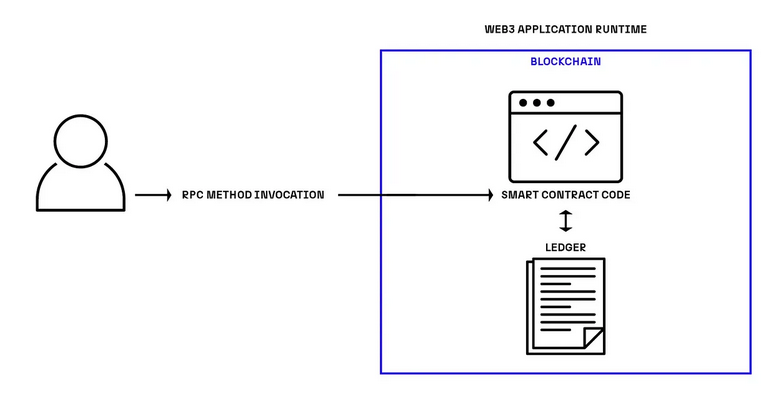 WEB3 APPLICATION RUNTIME
BLOCKCHAIN
RPC METHOD INVOCATION
SMART CONTRACT CODE
LEDGER